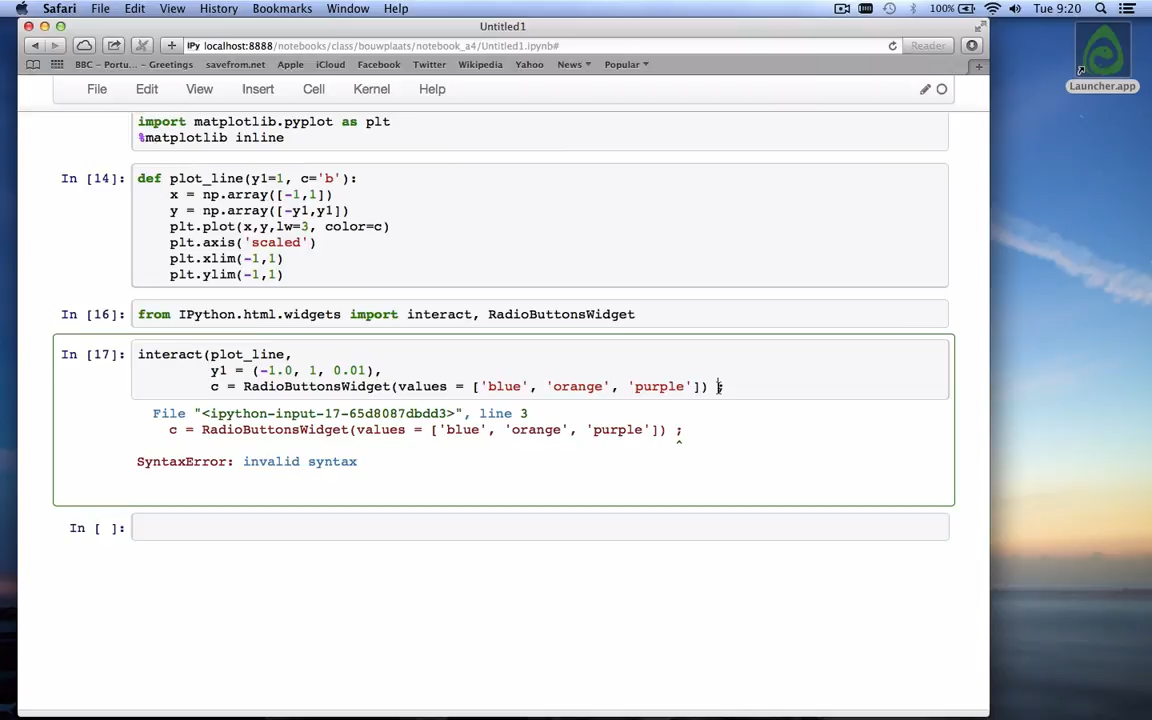 Safari File Edit View History Bookmarks Window Help 100% Tue 9:20
Untitled1
IPy localhost:8888/notebooks/class/bouwplaats/notebook_a4/Untitled1.ipynb# Reader
BBC – Portu... – Greetings savefrom.net Apple iCloud Facebook Twitter Wikipedia Yahoo News Popular
Launcher.app
File Edit View Insert Cell Kernel Help
import matplotlib.pyplot as plt
%matplotlib inline
In [14]: def plot_line(y1=1, c='b'):
x = np.array([-1,1])
y = np.array([-y1,y1])
plt.plot(x,y,lw=3, color=c)
plt.axis('scaled')
plt.xlim(-1,1)
plt.ylim(-1,1)
In [16]: from IPython.html.widgets import interact, RadioButtonsWidget
In [17]: interact(plot_line,
y1 = (-1.0, 1, 0.01),
c = RadioButtonsWidget(values = ['blue', 'orange', 'purple']) ;
File "<ipython-input-17-65d8087dbdd3>", line 3
c = RadioButtonsWidget(values = ['blue', 'orange', 'purple']) ;
^
SyntaxError: invalid syntax
In [ ]: